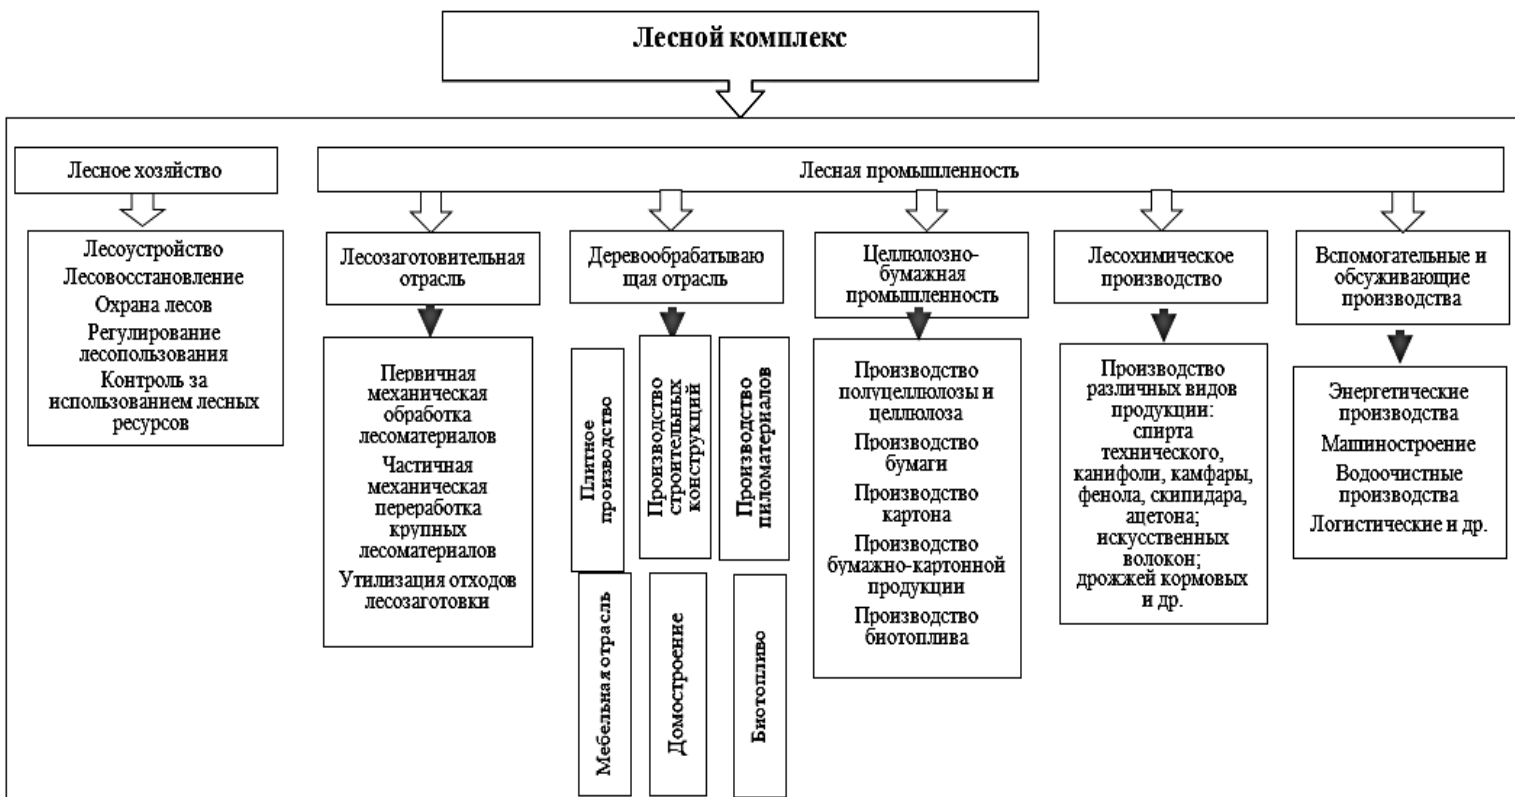 Лесной комплекс
Лесное хозяйство
Лесная промышленность
Лесоустройство
Лесовосстановление
Охрана лесов
Регулирование
лесопользования
Контроль за
использованием лесных
ресурсов
Лесозаготовительная
отрасль
Первичная
механическая
обработка
лесоматериалов
Частичная
механическая
переработка
крупных
лесоматериалов
Утилизация отходов
лесозаготовки
Деревообрабатываю
щая отрасль
Плитное
производство
Производство
строительных
конструкций
Производство
пиломатериалов
Мебельная отрасль
Домостроение
Биотопливо
Целлюлозно-
бумажная
промышленность
Производство
полуцеллюлозы и
целлюлоза
Производство
бумаги
Производство
картона
Производство
бумажно-картонной
продукции
Производство
биотоплива
Лесохимическое
производство
Производство
различных видов
продукции:
спирта
технического,
канифоли, камфары,
фенола, скипидара,
ацетона;
искусственных
волокон;
дрожжей кормовых
и др.
Вспомогательные и
обсуживающие
производства
Энергетические
производства
Машиностроение
Водоочистные
производства
Логистические и др.